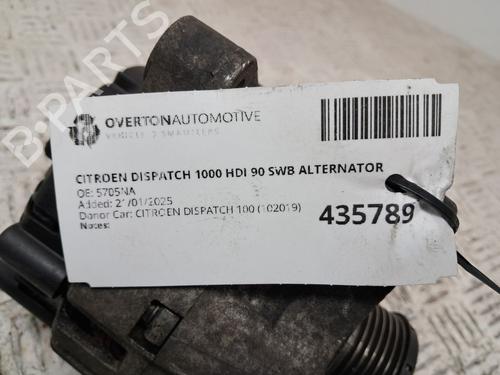 OVERTONAUTOMOTIVE
VEHICLE DISMANTLERS
CITROEN DISPATCH 1000 HDI 90 SWB ALTERNATOR
OE: 5705NA
Added: 21/01/2025
Donor Car: CITROEN DISPATCH 100 (102019)
Notes:
435789
B-PARTS